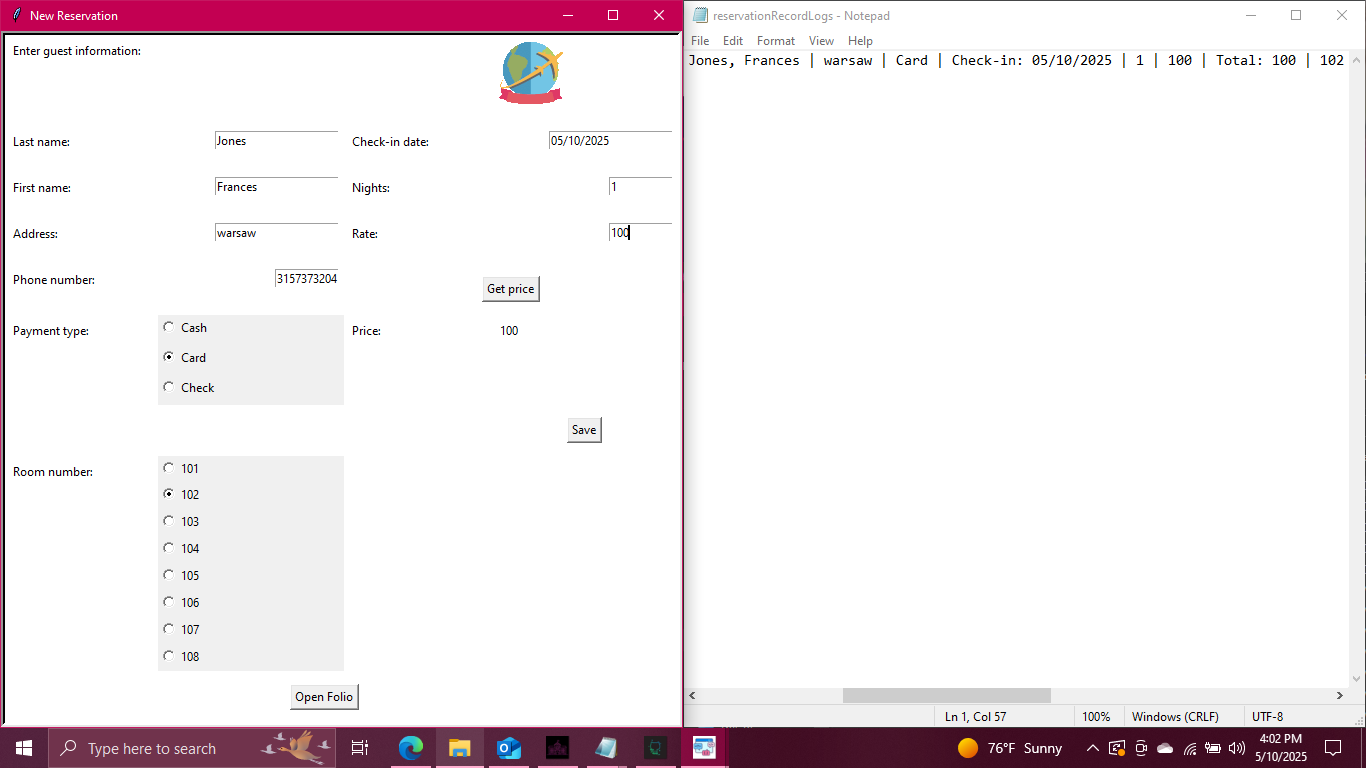 New Reservation
Enter guest information:
Last name: Jones Check-in date: 05/10/2025
First name: Frances Nights: 1
Address: warsaw Rate: 100
Phone number: 3157373204
Get price
Payment type: Cash Price: 100
Card
Check
Save
Room number: 101
102
103
104
105
106
107
108
Open Folio
reservationRecordLogs - Notepad
File Edit Format View Help
Jones, Frances | warsaw | Card | Check-in: 05/10/2025 | 1 | 100 | Total: 100 | 102
Ln 1, Col 57 100% Windows (CRLF) UTF-8
Type here to search
76°F Sunny
4:02 PM
5/10/2025